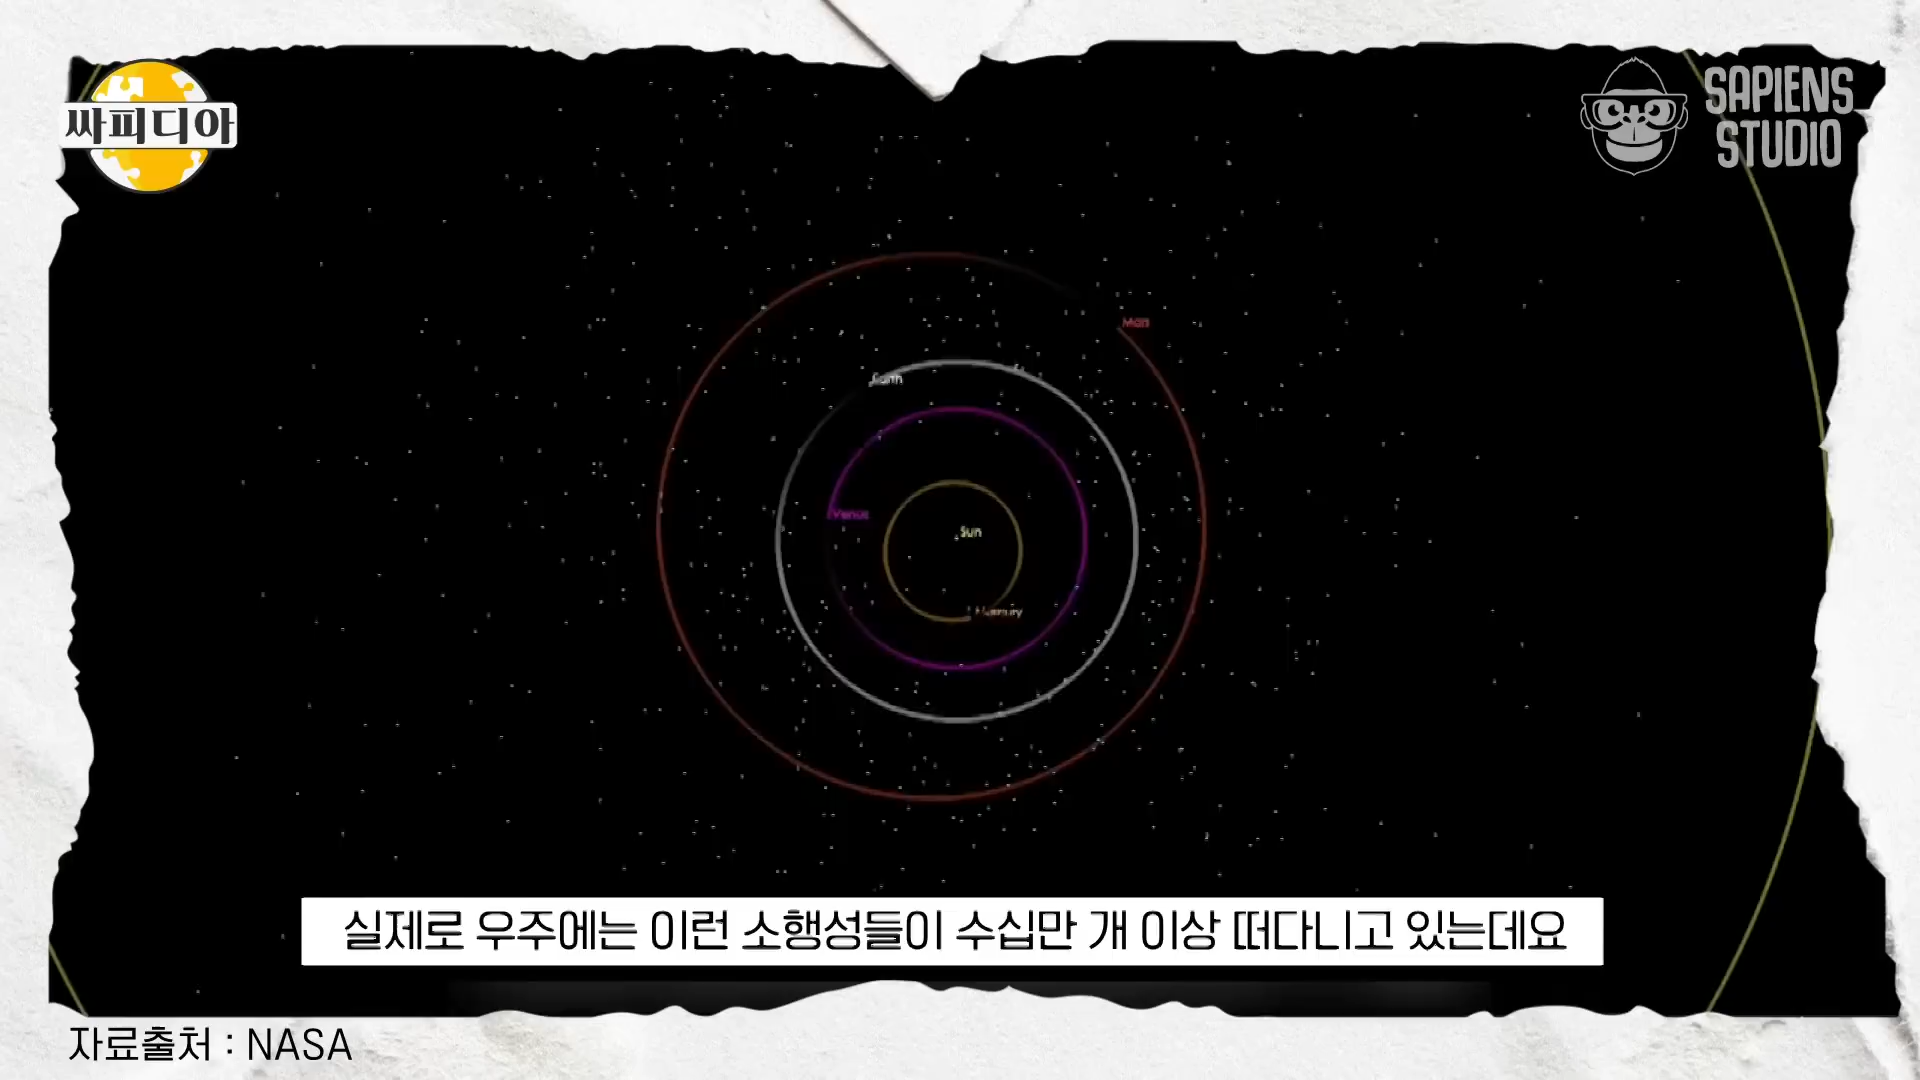 싸피디아
SAPIENS
STUDIO
Mars
Earth
Venus
Sun
Mercury
실제로 우주에는 이런 소행성들이 수십만 개 이상 떠다니고 있는데요
자료출처 : NASA